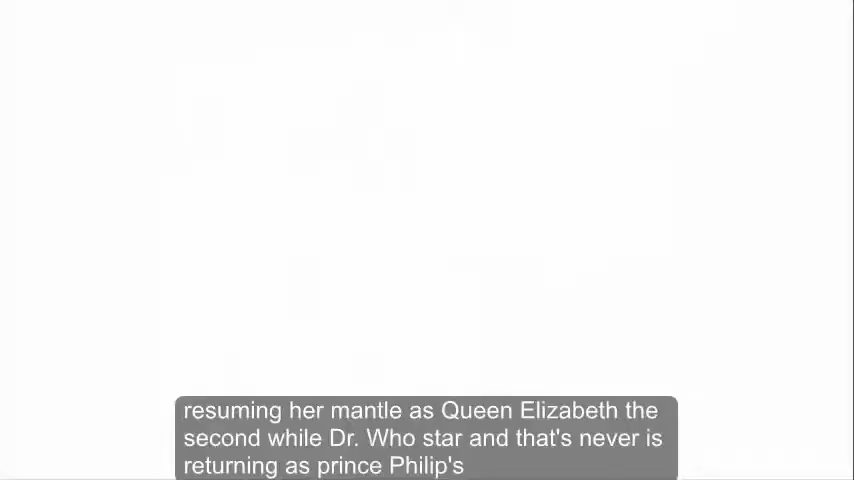 resuming her mantle as Queen Elizabeth the
second while Dr. Who star and that's never is
returning as prince Philip's